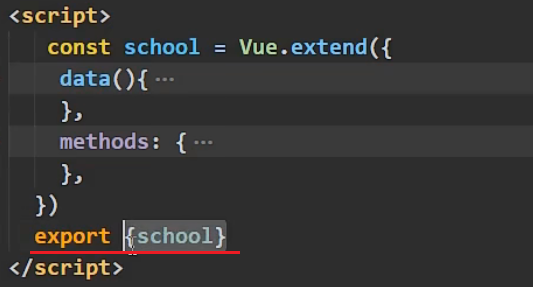 <script>
const school = Vue.extend({
data(){ ···
},
methods: { ···
},
})
export {school}
</script>